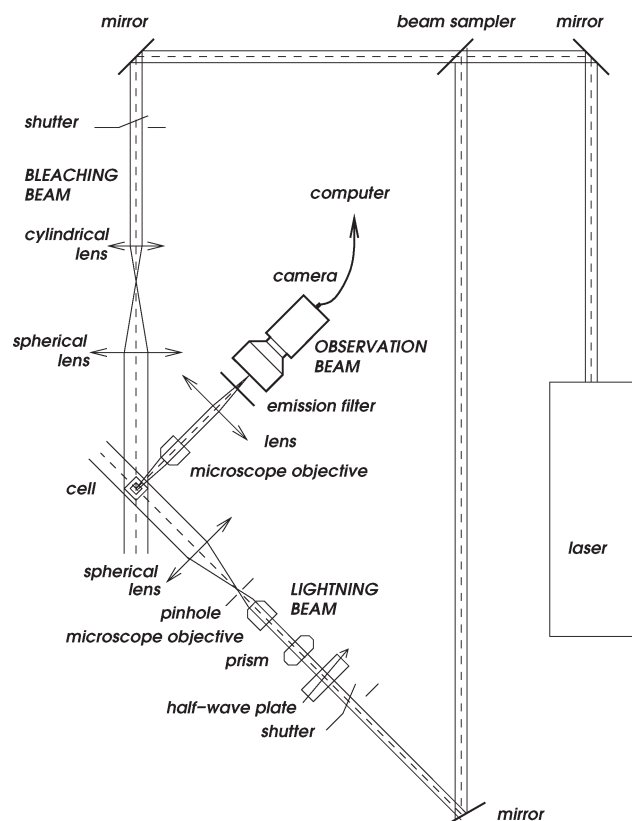 mirror
beam sampler
mirror
shutter
BLEACHING
BEAM
computer
cylindrical
lens
camera
spherical
lens
OBSERVATION
BEAM
emission filter
lens
microscope objective
cell
laser
spherical
lens
LIGHTNING
BEAM
pinhole
microscope objective
prism
half-wave plate
shutter
mirror